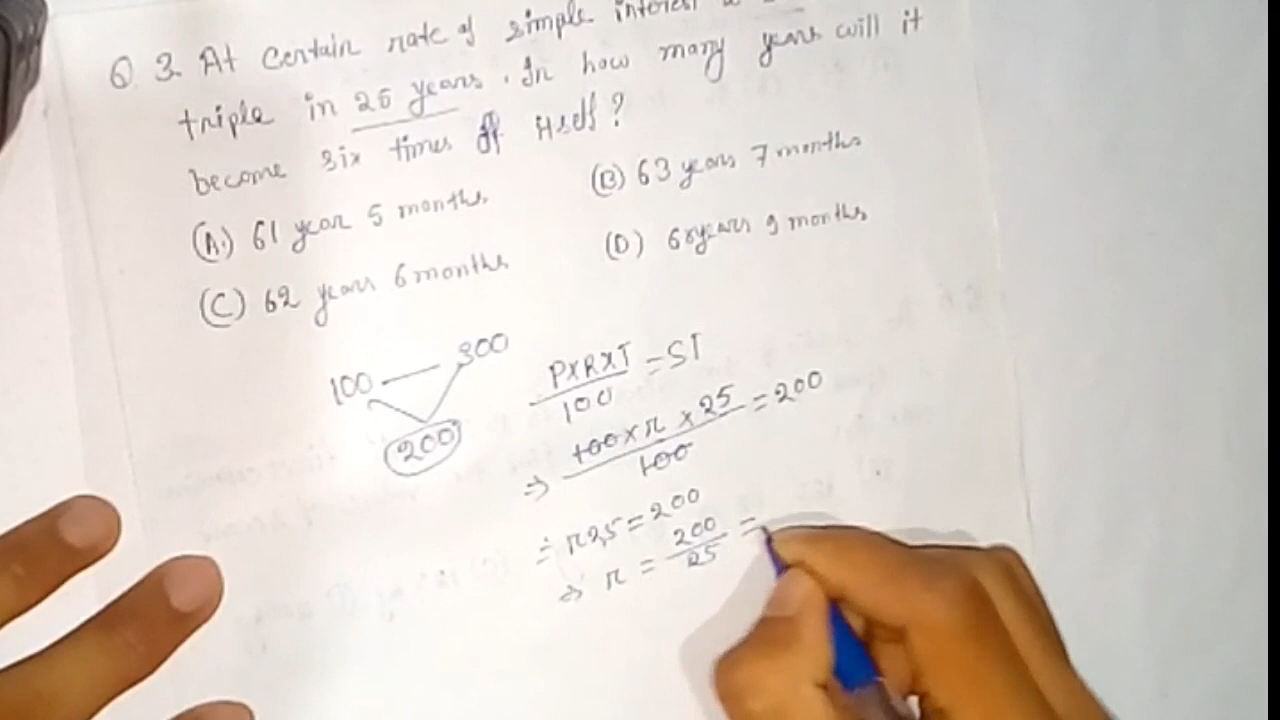 Q 3. At Certain rate of simple interest a
triple in 25 years. In how many years will it
become six times of itself?
(A.) 61 year 5 months
(B) 63 years 7 months
(C) 62 years 6 months
(D) years 9 months
100 — 300
200
PXRXT/100 = SI
⇒ 100×r×25/100 = 200
r25 = 200
⇒ r = 200/25 =